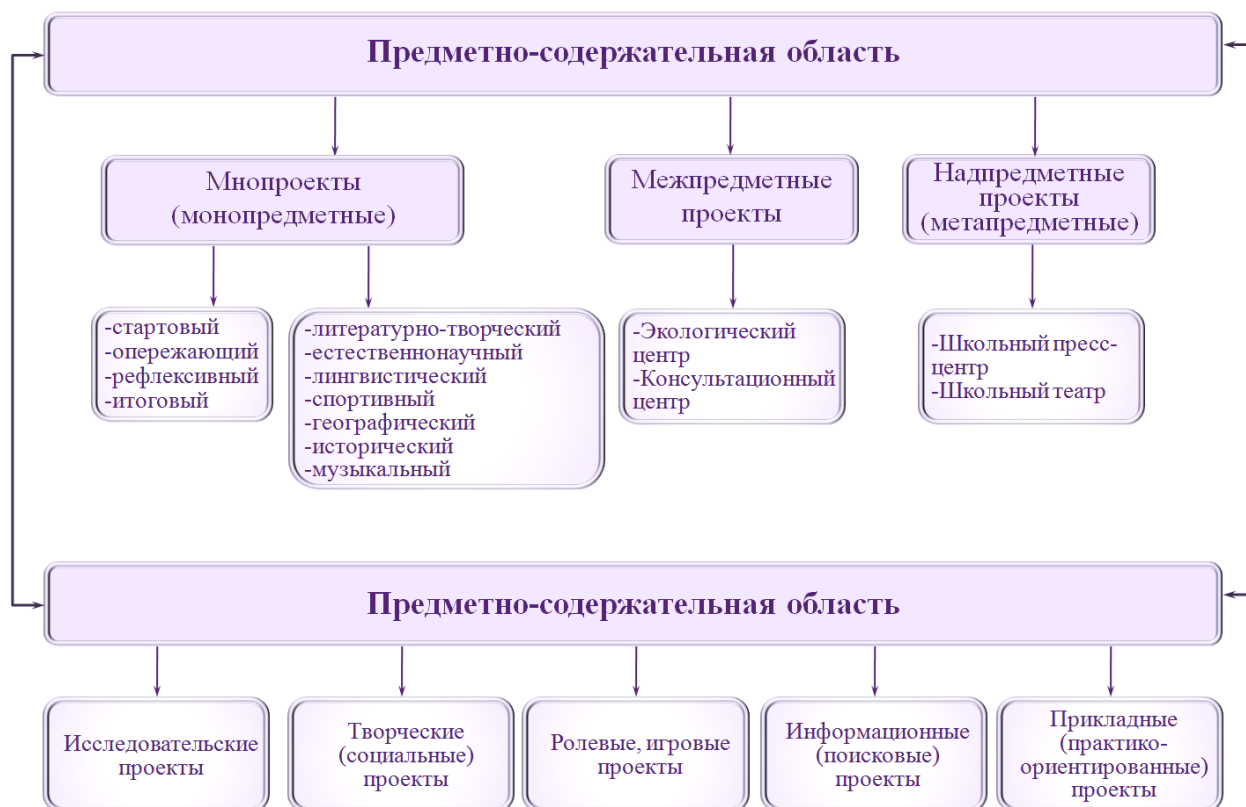 Предметно-содержательная область
Мнопроекты
(монопредметные)
Межпредметные
проекты
Надпредметные
проекты
(метапредметные)
-стартовый
-опережающий
-рефлексивный
-итоговый
-литературно-творческий
-естественнонаучный
-лингвистический
-спортивный
-географический
-исторический
-музыкальный
-Экологический
центр
-Консультационный
центр
-Школьный пресс-
центр
-Школьный театр
Предметно-содержательная область
Исследовательские
проекты
Творческие
(социальные)
проекты
Ролевые, игровые
проекты
Информационные
(поисковые)
проекты
Прикладные
(практико-
ориентированные)
проекты